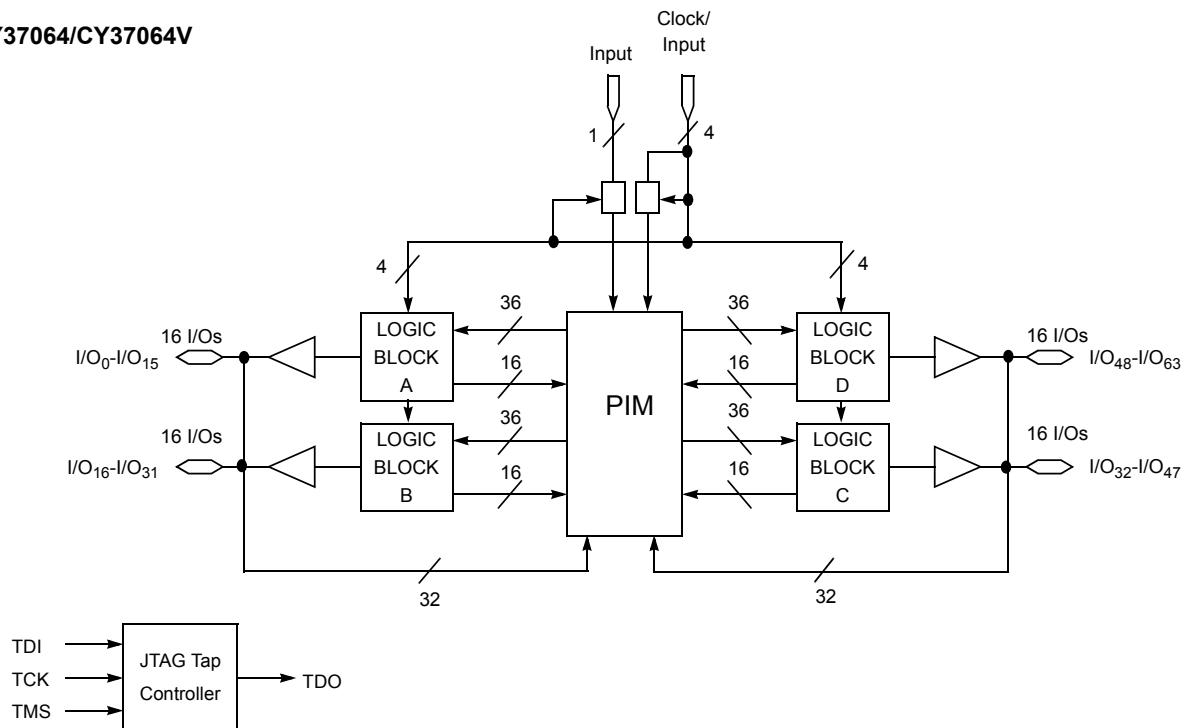 Y37064/CY37064V
Clock/
Input
Input
1
4
4
4
36
36
16 I/Os
LOGIC
BLOCK
A
LOGIC
BLOCK
D
16 I/Os
I/O0-I/O15
I/O48-I/O63
16
16
PIM
36
36
16 I/Os
LOGIC
BLOCK
B
LOGIC
BLOCK
C
16 I/Os
I/O16-I/O31
I/O32-I/O47
16
16
32
32
TDI
TCK
TMS
JTAG Tap
Controller
TDO